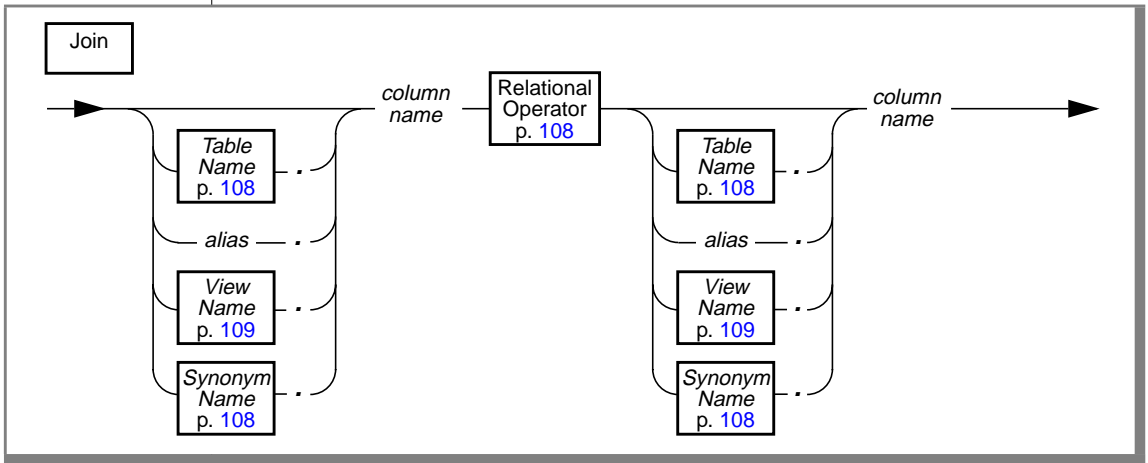 Join
column
name
Relational
Operator
p. 108
column
name
Table
Name
p. 108
.
alias
.
View
Name
p. 109
.
Synonym
Name
p. 108
.
Table
Name
p. 108
.
alias
.
View
Name
p. 109
.
Synonym
Name
p. 108
.